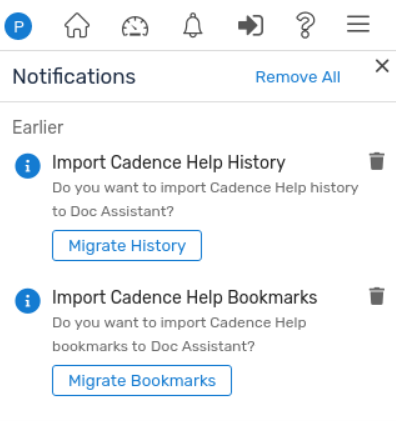 P
Notifications
Remove All
Earlier
Import Cadence Help History
Do you want to import Cadence Help history
to Doc Assistant?
Migrate History
Import Cadence Help Bookmarks
Do you want to import Cadence Help
bookmarks to Doc Assistant?
Migrate Bookmarks